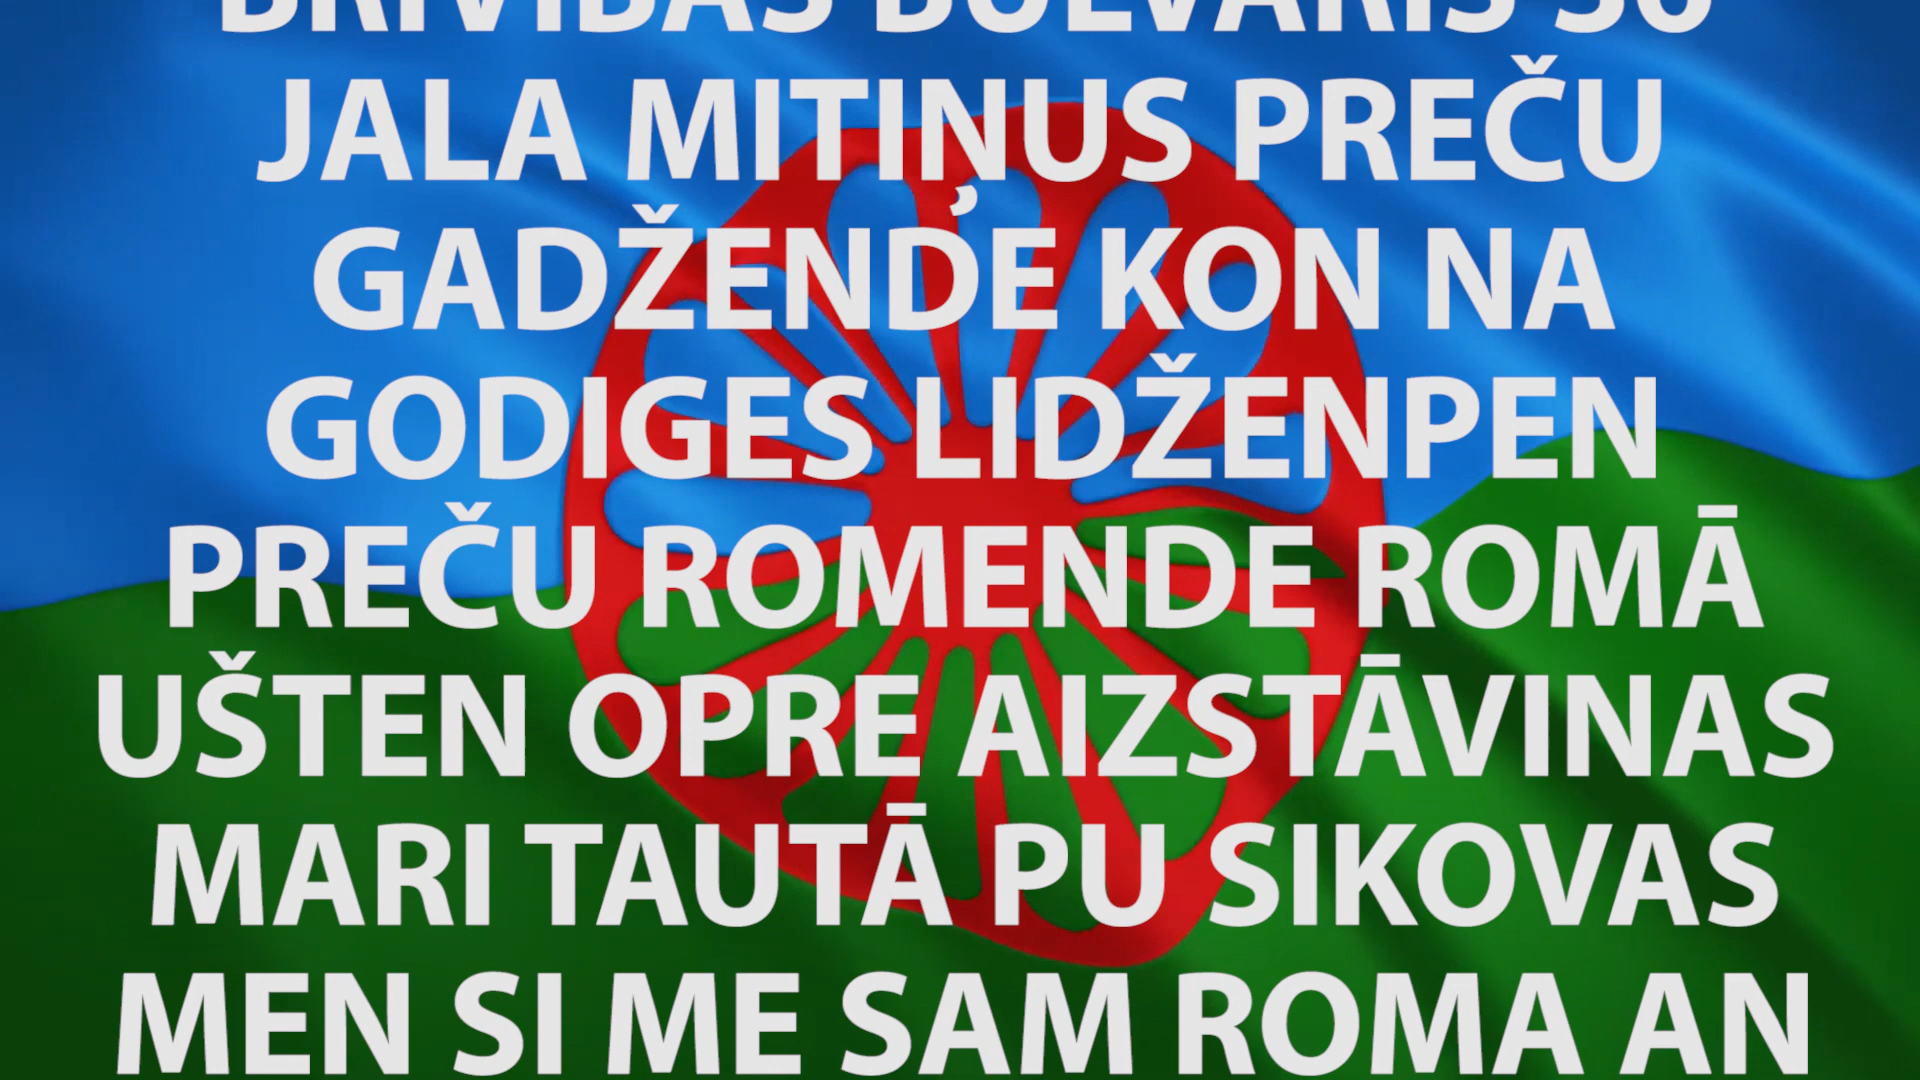 BULVĀRIS
JALA MITIŅUS PREČU
GADŽENDE KON NA
GODIGES LIDŽENPEN
PREČU ROMENDE ROMĀ
UŠTEN OPRE AIZSTĀVINAS
MARI TAUTĀ PU SIKOVAS
MEN SI ME SAM ROMA AN